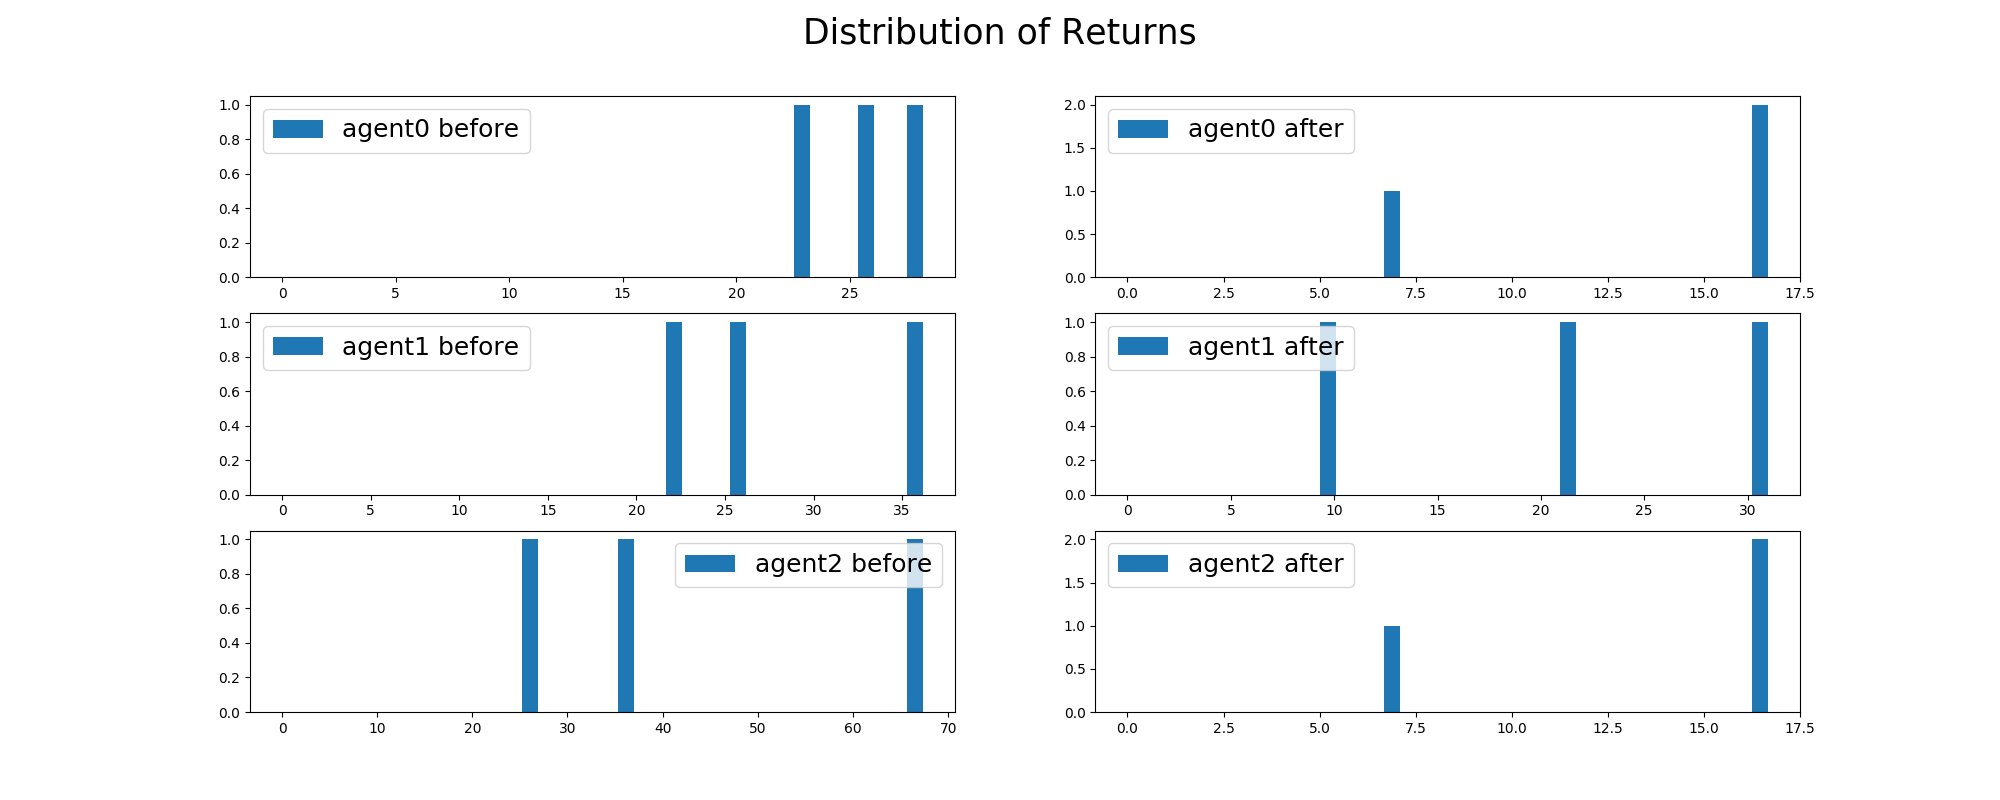 Distribution of Returns
1.0
0.8
0.6
0.4
0.2
0.0
agent0 before
0 5 10 15 20 25
2.0
1.5
1.0
0.5
0.0
agent0 after
0.0 2.5 5.0 7.5 10.0 12.5 15.0 17.5
1.0
0.8
0.6
0.4
0.2
0.0
agent1 before
0 5 10 15 20 25 30 35
1.0
0.8
0.6
0.4
0.2
0.0
agent1 after
0 5 10 15 20 25 30
1.0
0.8
0.6
0.4
0.2
0.0
agent2 before
0 10 20 30 40 50 60 70
2.0
1.5
1.0
0.5
0.0
agent2 after
0.0 2.5 5.0 7.5 10.0 12.5 15.0 17.5